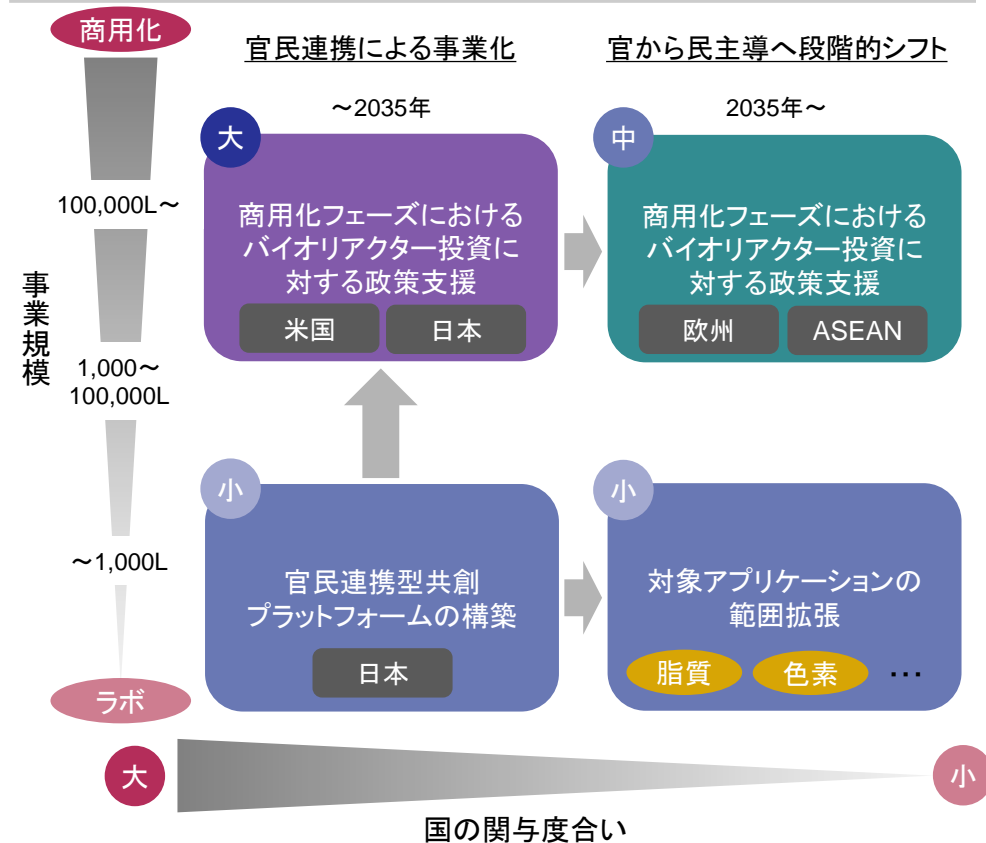 商用化
官民連携による事業化
官から民主導へ段階的シフト
～2035年
2035年～
大
中
100,000L～
商用化フェーズにおける
バイオリアクター投資に
対する政策支援
米国
日本
商用化フェーズにおける
バイオリアクター投資に
対する政策支援
欧州
ASEAN
事業規模
1,000～
100,000L
小
小
～1,000L
官民連携型共創
プラットフォームの構築
日本
対象アプリケーションの
範囲拡張
脂質
色素
…
ラボ
大
小
国の関与度合い